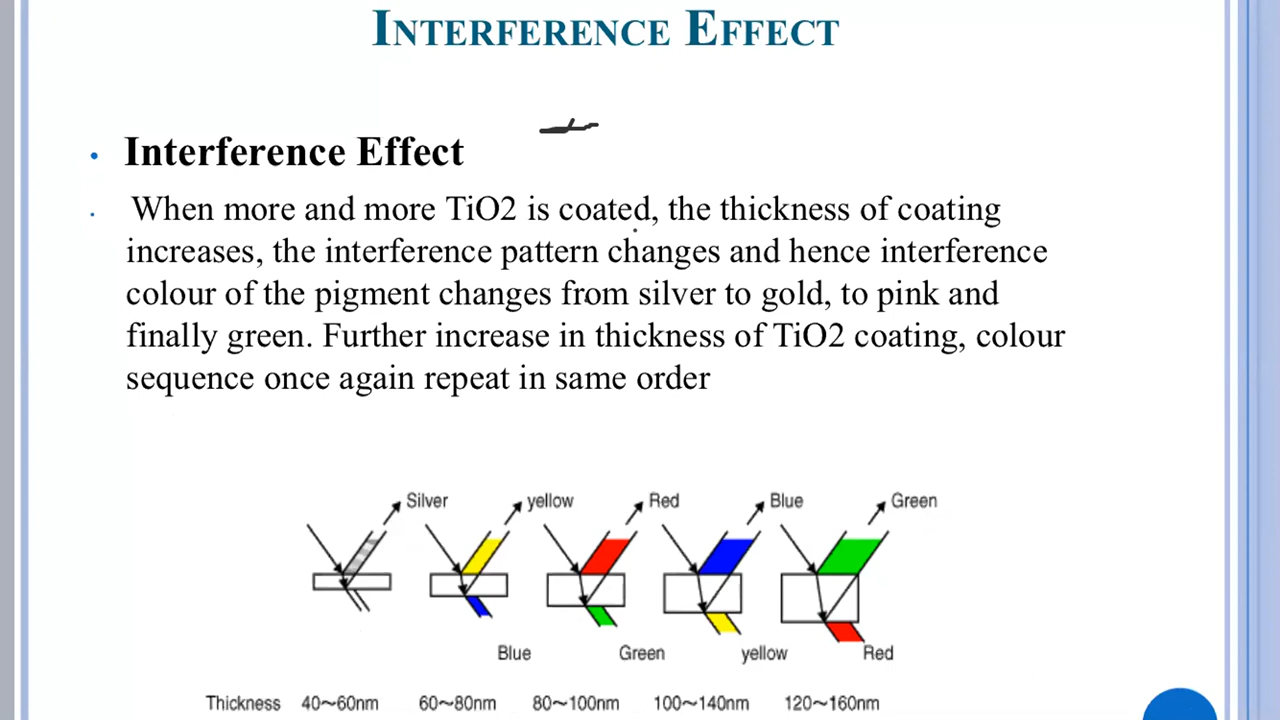 INTERFERENCE EFFECT
• Interference Effect
• When more and more TiO2 is coated, the thickness of coating
increases, the interference pattern changes and hence interference
colour of the pigment changes from silver to gold, to pink and
finally green. Further increase in thickness of TiO2 coating, colour
sequence once again repeat in same order
Silver yellow Red Blue Green
Blue Green yellow Red
Thickness 40~60nm 60~80nm 80~100nm 100~140nm 120~160nm